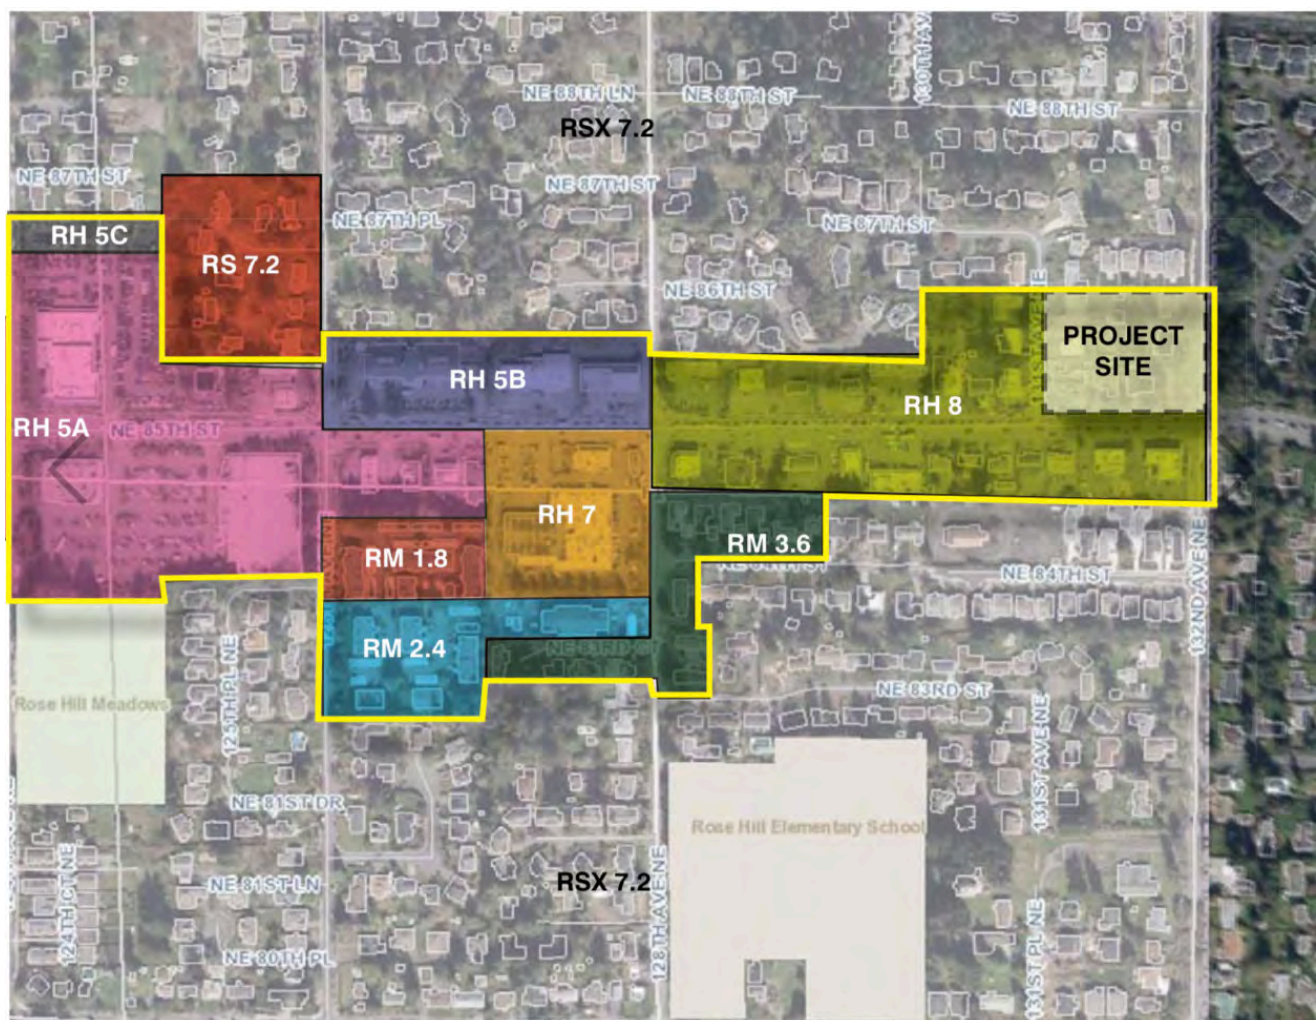 130TH AVE
NE 88TH LN
NE 88TH ST
NE 88TH ST
RSX 7.2
NE 87TH ST
NE 87TH ST
NE 87TH PL
NE 87TH ST
RH 5C
RS 7.2
NE 86TH ST
PROJECT
SITE
RH 5B
RH 8
RH 5A
NE 85TH ST
RH 7
RM 1.8
RM 3.6
NE 84TH ST
132ND AVE NE
RM 2.4
NE 83RD ST
NE 83RD ST
Rose Hill Meadows
125TH PL NE
131ST AVE NE
NE 81ST DR
Rose Hill Elementary School
NE 81ST LN
RSX 7.2
128TH AVE NE
124TH CT NE
NE 80TH PL
131ST PL NE